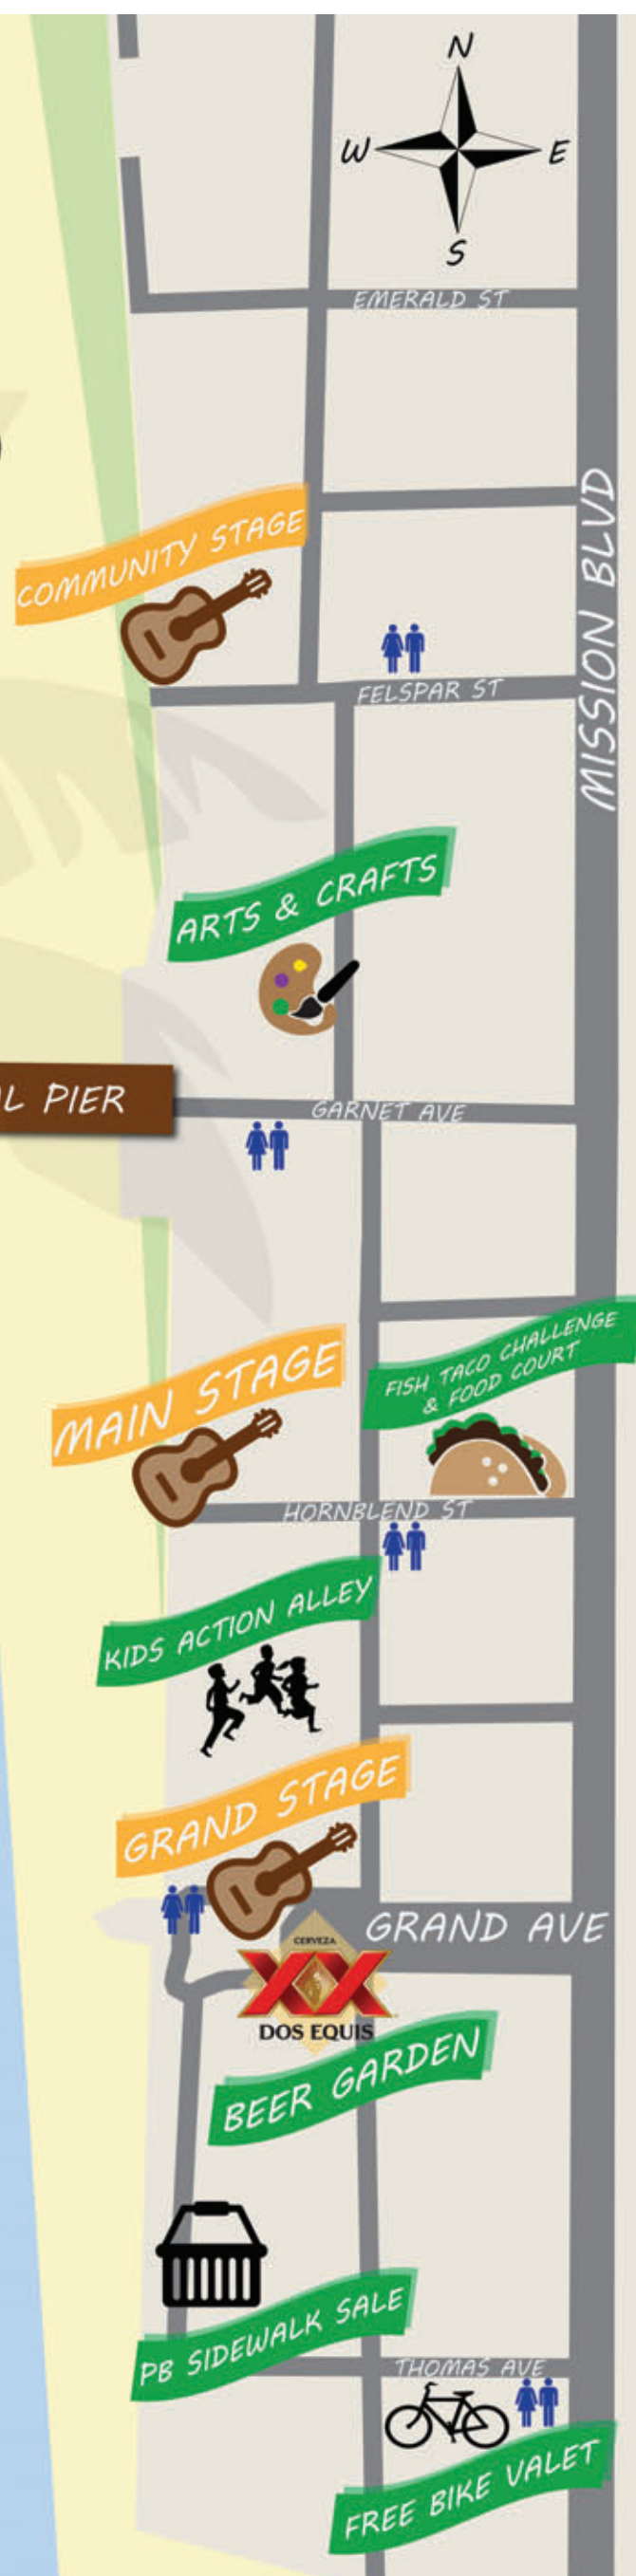 N
W E
S
EMERALD ST
MISSION BLVD
COMMUNITY STAGE
FELSPAR ST
ARTS & CRAFTS
L PIER
GARNET AVE
FISH TACO CHALLENGE
& FOOD COURT
MAIN STAGE
HORNBLEND ST
KIDS ACTION ALLEY
GRAND STAGE
GRAND AVE
CERVEZA
XX
DOS EQUIS
BEER GARDEN
PB SIDEWALK SALE
THOMAS AVE
FREE BIKE VALET